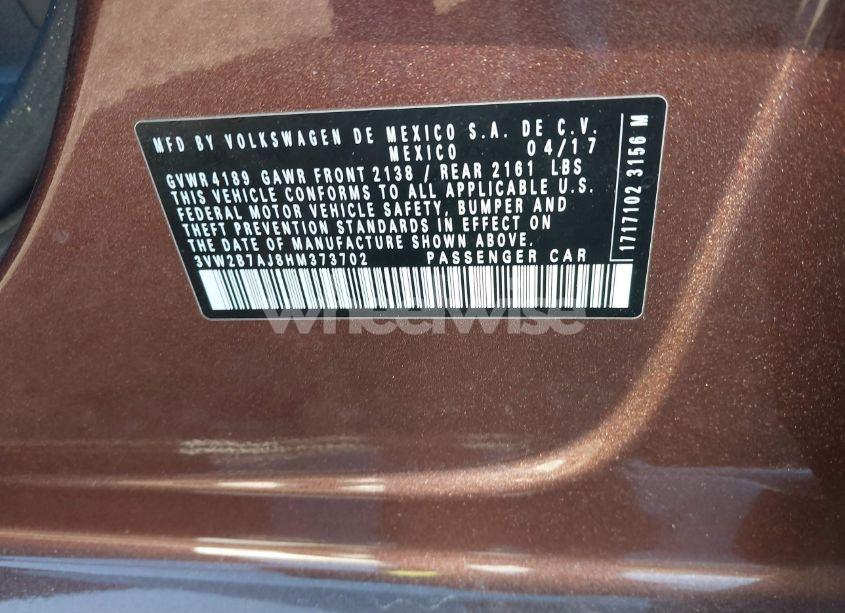 MFD BY VOLKSWAGEN DE MEXICO S.A. DE C.V.
MEXICO 04/17
GVWR 4189 GAWR FRONT 2138 / REAR 2161 LBS
THIS VEHICLE CONFORMS TO ALL APPLICABLE U.S.
FEDERAL MOTOR VEHICLE SAFETY, BUMPER AND
THEFT PREVENTION STANDARDS IN EFFECT ON
THE DATE OF MANUFACTURE SHOWN ABOVE.
3VW2B7AJ8HM373702 PASSENGER CAR
1717102 3156 M
wheelwise